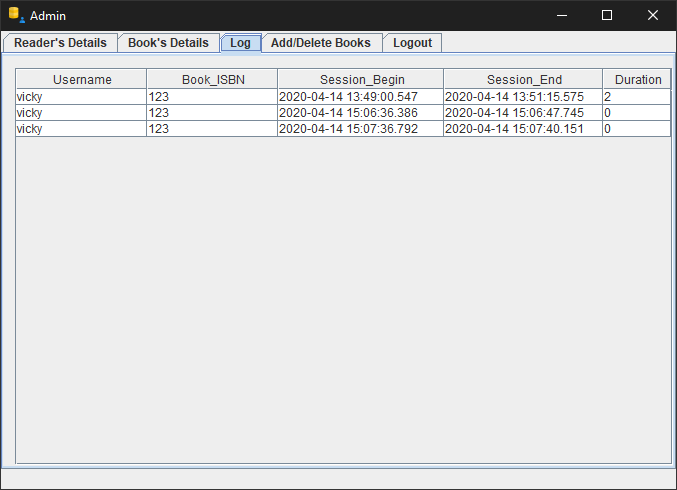 Admin
Reader's Details Book's Details Log Add/Delete Books Logout
Username Book_ISBN Session_Begin Session_End Duration
vicky 123 2020-04-14 13:49:00.547 2020-04-14 13:51:15.575 2
vicky 123 2020-04-14 15:06:36.386 2020-04-14 15:06:47.745 0
vicky 123 2020-04-14 15:07:36.792 2020-04-14 15:07:40.151 0